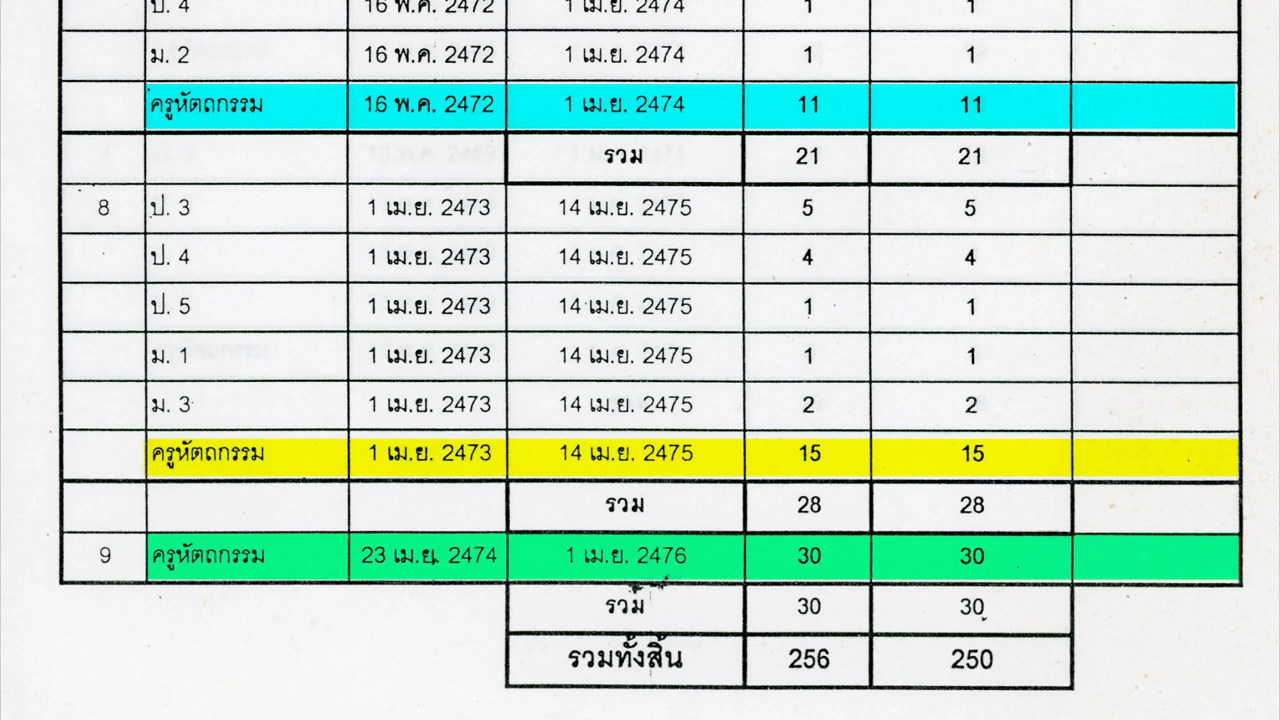 ป. 4 16 พ.ค. 2472 1 เม.ย. 2474 1 1
ม. 2 16 พ.ค. 2472 1 เม.ย. 2474 1 1
ครูหัตถกรรม 16 พ.ค. 2472 1 เม.ย. 2474 11 11
รวม 21 21
8 ป. 3 1 เม.ย. 2473 14 เม.ย. 2475 5 5
ป. 4 1 เม.ย. 2473 14 เม.ย. 2475 4 4
ป. 5 1 เม.ย. 2473 14 เม.ย. 2475 1 1
ม. 1 1 เม.ย. 2473 14 เม.ย. 2475 1 1
ม. 3 1 เม.ย. 2473 14 เม.ย. 2475 2 2
ครูหัตถกรรม 1 เม.ย. 2473 14 เม.ย. 2475 15 15
รวม 28 28
9 ครูหัตถกรรม 23 เม.ย. 2474 1 เม.ย. 2476 30 30
รวม 30 30
รวมทั้งสิ้น 256 250